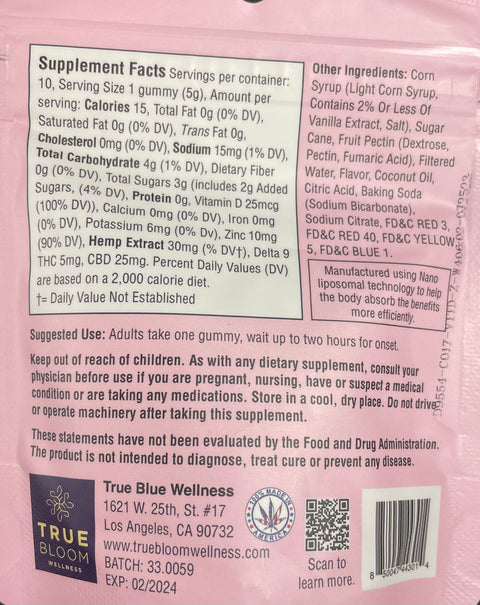 Supplement Facts Servings per container:
10, Serving Size 1 gummy (5g), Amount per
serving: Calories 15, Total Fat 0g (0% DV),
Saturated Fat 0g (0% DV), Trans Fat 0g,
Cholesterol 0mg (0% DV), Sodium 15mg (1% DV),
Total Carbohydrate 4g (1% DV), Dietary Fiber
0g (0% DV), Total Sugars 3g (includes 2g Added
Sugars, (4% DV), Protein 0g, Vitamin D 25mcg
(100% DV)), Calcium 0mg (0% DV), Iron 0mg
(0% DV), Potassium 6mg (0% DV), Zinc 10mg
(90% DV), Hemp Extract 30mg (% DV†), Delta 9
THC 5mg, CBD 25mg. Percent Daily Values (DV)
are based on a 2,000 calorie diet.
†= Daily Value Not Established
Other Ingredients: Corn
Syrup (Light Corn Syrup,
Contains 2% Or Less Of
Vanilla Extract, Salt), Sugar
Cane, Fruit Pectin (Dextrose,
Pectin, Fumaric Acid), Filtered
Water, Flavor, Coconut Oil,
Citric Acid, Baking Soda
(Sodium Bicarbonate),
Sodium Citrate, FD&C RED 3,
FD&C RED 40, FD&C YELLOW
5, FD&C BLUE 1.
Manufactured using Nano
liposomal technology to help
the body absorb the benefits
more efficiently.
Suggested Use: Adults take one gummy, wait up to two hours for onset.
Keep out of reach of children. As with any dietary supplement, consult your
physician before use if you are pregnant, nursing, have or suspect a medical
condition or are taking any medications. Store in a cool, dry place. Do not drive
or operate machinery after taking this supplement.
These statements have not been evaluated by the Food and Drug Administration.
The product is not intended to diagnose, treat cure or prevent any disease.
TRUE
BLOOM
WELLNESS
True Blue Wellness
1621 W. 25th, St. #17
Los Angeles, CA 90732
www.truebloomwellness.com
BATCH: 33.0059
EXP: 02/2024
100% MADE IN
AMERICA
Scan to
learn more.
8 50047 44301 4